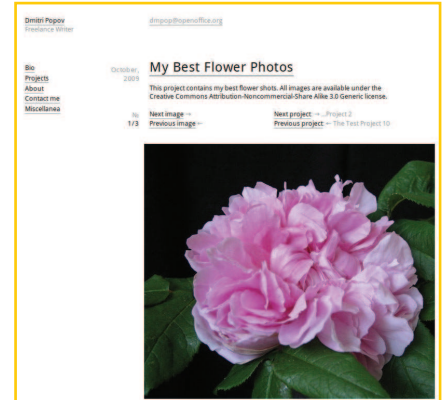 Dmitri Popov
Freelance Writer
dmpop@openoffice.org
Bio
Projects
About
Contact me
Miscellanea
October,
2009
My Best Flower Photos
This project contains my best flower shots. All images are available under the
Creative Commons Attribution-Noncommercial-Share Alike 3.0 Generic license.
№
1/3
Next image →
Previous image ←
Next project: → ...Project 2
Previous project: ← The Test Project 10